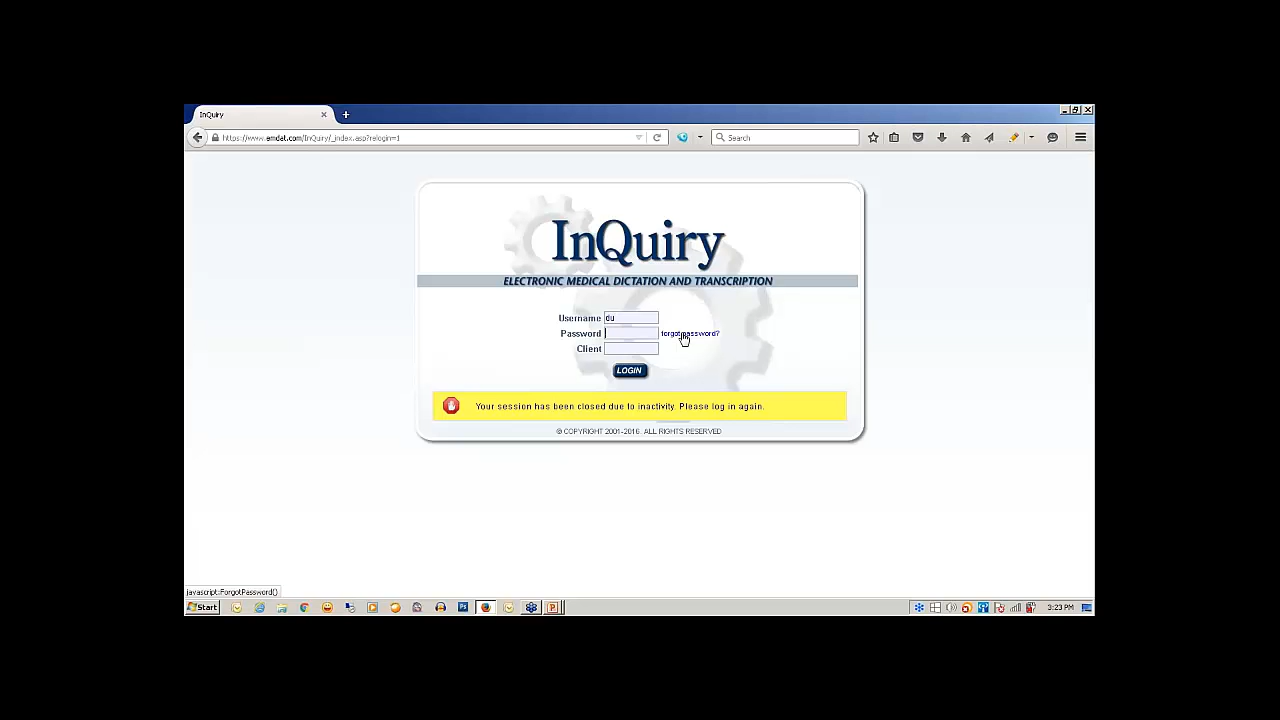 InQuiry
https://www.emdat.com/InQuiry/_index.asp?relogin=1
Search
InQuiry
ELECTRONIC MEDICAL DICTATION AND TRANSCRIPTION
Username du
Password forgot password?
Client
LOGIN
Your session has been closed due to inactivity. Please log in again.
© COPYRIGHT 2001-2016. ALL RIGHTS RESERVED
javascript:ForgotPassword()
Start
3:23 PM